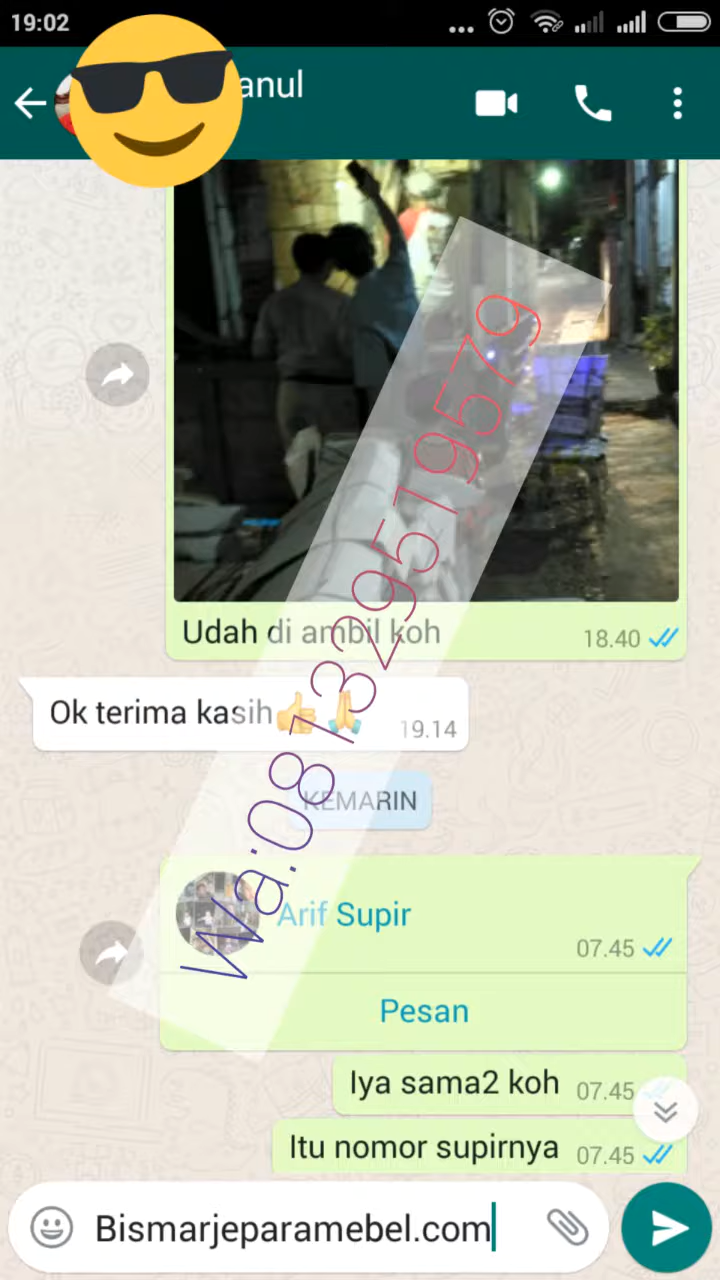 19:02
anul
Wa:081329519579
Udah di ambil koh
18.40
Ok terima kasih👍🙏
19.14
KEMARIN
Arif Supir
07.45
Pesan
Iya sama2 koh
07.45
Itu nomor supirnya
07.45
Bismarjeparamebel.com